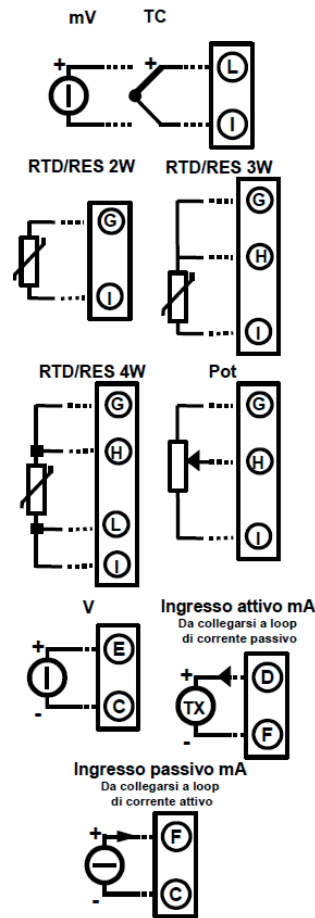 mV TC
+ + L
I
RTD/RES 2W RTD/RES 3W
G G
H
I I
RTD/RES 4W Pot
G G
H H
L
I I
V Ingresso attivo mA
Da collegarsi a loop
di corrente passivo
+ E + D
TX
- C - F
Ingresso passivo mA
Da collegarsi a loop
di corrente attivo
+ F
- C